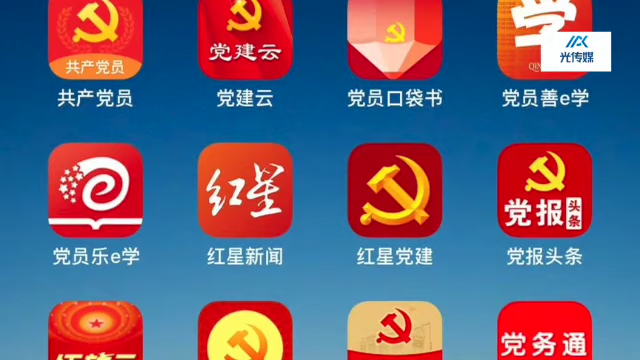 共产党员
党建云
学
光传媒
共产党员
党建云
党员口袋书
党员善e学
e
红星
党报
头条
党员乐e学
红星新闻
红星党建
党报头条
党务通